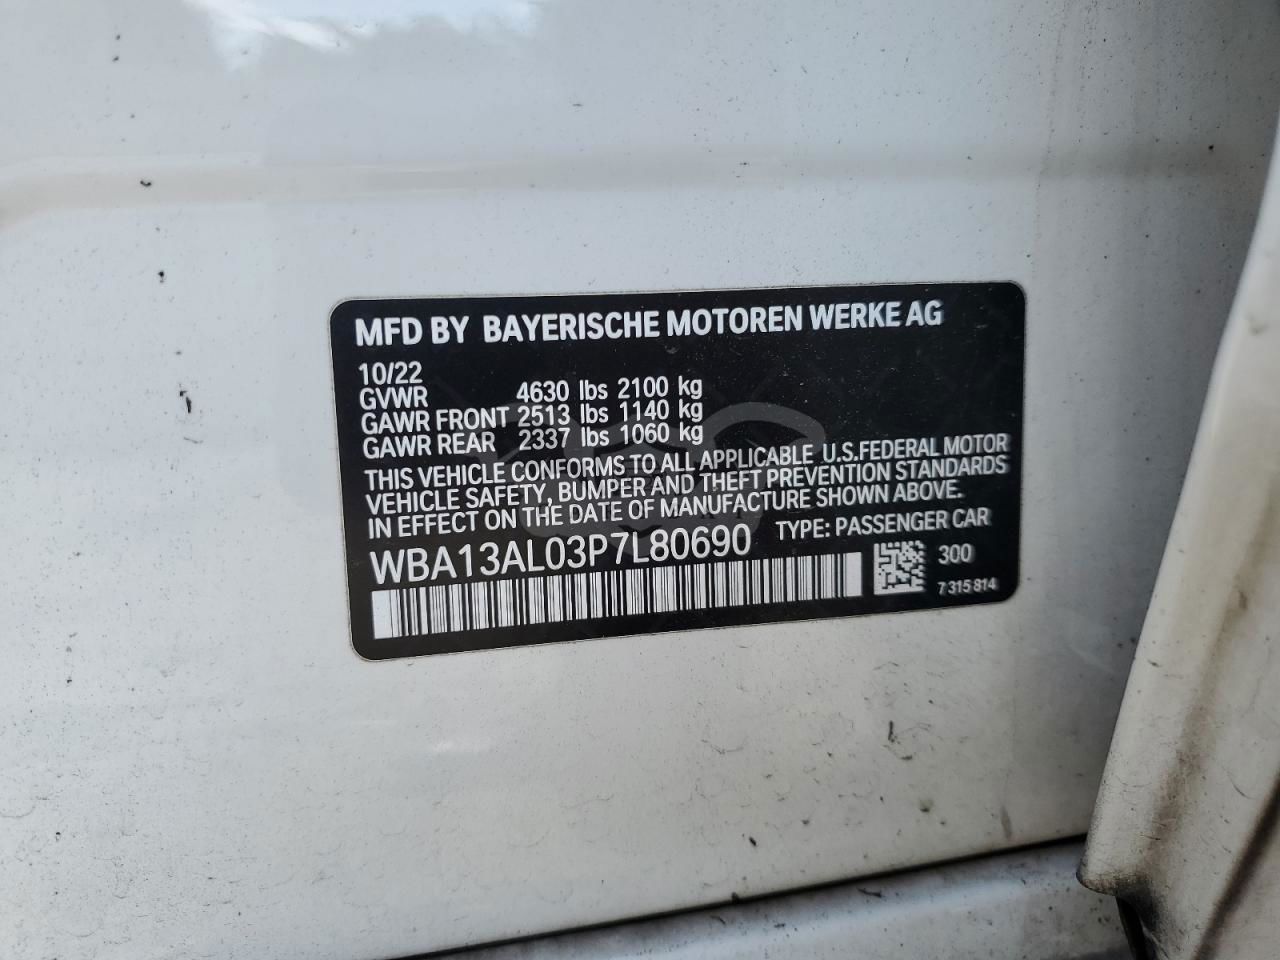 MFD BY BAYERISCHE MOTOREN WERKE AG
10/22
GVWR 4630 lbs 2100 kg
GAWR FRONT 2513 lbs 1140 kg
GAWR REAR 2337 lbs 1060 kg
THIS VEHICLE CONFORMS TO ALL APPLICABLE U.S.FEDERAL MOTOR
VEHICLE SAFETY, BUMPER AND THEFT PREVENTION STANDARDS
IN EFFECT ON THE DATE OF MANUFACTURE SHOWN ABOVE.
WBA13AL03P7L80690 TYPE: PASSENGER CAR
300
7 315 814